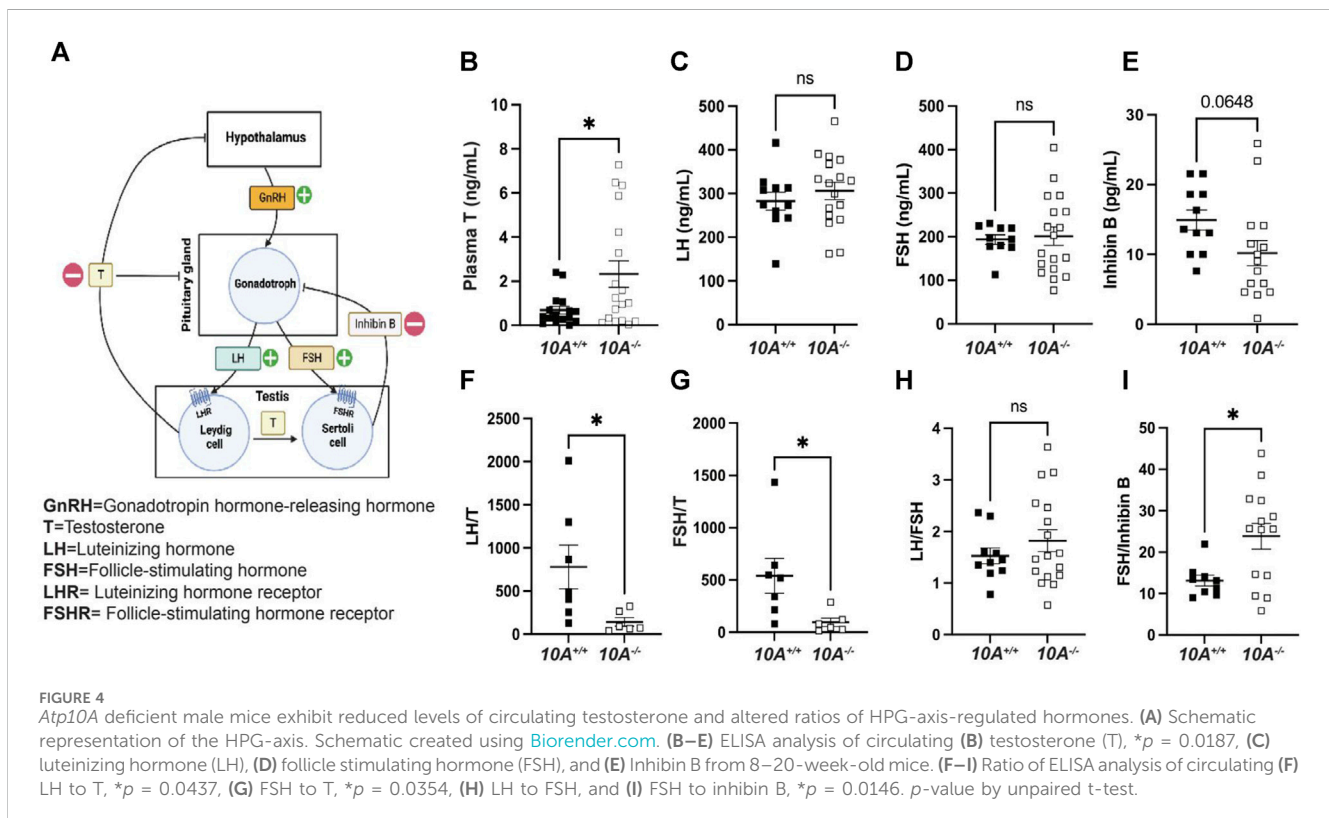 A
Hypothalamus
GnRH
Pituitary gland
Gonadotroph
T
Inhibin B
LH
FSH
Testis
LHR
FSHR
Leydig
cell
T
Sertoli
cell
GnRH=Gonadotropin hormone-releasing hormone
T=Testosterone
LH=Luteinizing hormone
FSH=Follicle-stimulating hormone
LHR= Luteinizing hormone receptor
FSHR= Follicle-stimulating hormone receptor
B
Plasma T (ng/mL)
10
8
6
4
2
0
*
10A+/+ 10A-/-
C
LH (ng/mL)
500
400
300
200
100
0
ns
10A+/+ 10A-/-
D
FSH (ng/mL)
500
400
300
200
100
0
ns
10A+/+ 10A-/-
E
Inhibin B (pg/mL)
30
20
10
0
0.0648
10A+/+ 10A-/-
F
LH/T
2500
2000
1500
1000
500
0
*
10A+/+ 10A-/-
G
FSH/T
2000
1500
1000
500
0
*
10A+/+ 10A-/-
H
LH/FSH
4
3
2
1
0
ns
10A+/+ 10A-/-
I
FSH/Inhibin B
50
40
30
20
10
0
*
10A+/+ 10A-/-
FIGURE 4
Atp10A deficient male mice exhibit reduced levels of circulating testosterone and altered ratios of HPG-axis-regulated hormones. (A) Schematic
representation of the HPG-axis. Schematic created using Biorender.com. (B–E) ELISA analysis of circulating (B) testosterone (T), *p = 0.0187, (C)
luteinizing hormone (LH), (D) follicle stimulating hormone (FSH), and (E) Inhibin B from 8–20-week-old mice. (F–I) Ratio of ELISA analysis of circulating (F)
LH to T, *p = 0.0437, (G) FSH to T, *p = 0.0354, (H) LH to FSH, and (I) FSH to inhibin B, *p = 0.0146. p-value by unpaired t-test.